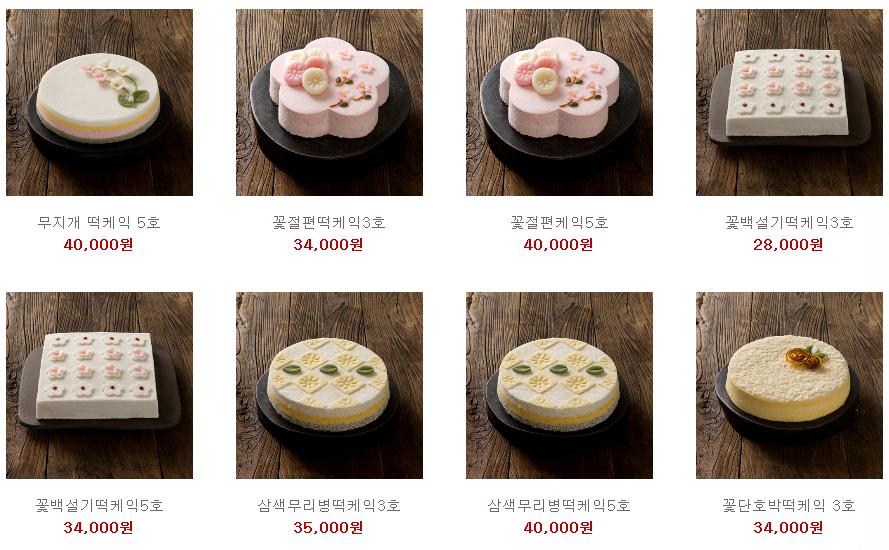 무지개 떡케익 5호
40,000원
꽃절편떡케익3호
34,000원
꽃절편케익5호
40,000원
꽃백설기떡케익3호
28,000원
꽃백설기떡케익5호
34,000원
삼색무리병떡케익3호
35,000원
삼색무리병떡케익5호
40,000원
꽃단호박떡케익 3호
34,000원